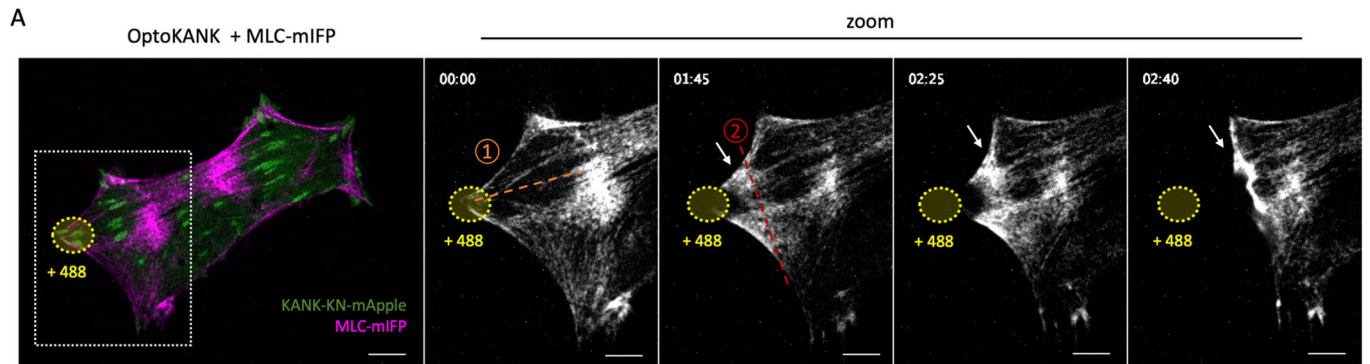 A
OptoKANK + MLC-mIFP
zoom
+ 488
KANK-KN-mApple
MLC-mIFP
00:00
1
+ 488
01:45
2
+ 488
02:25
+ 488
02:40
+ 488